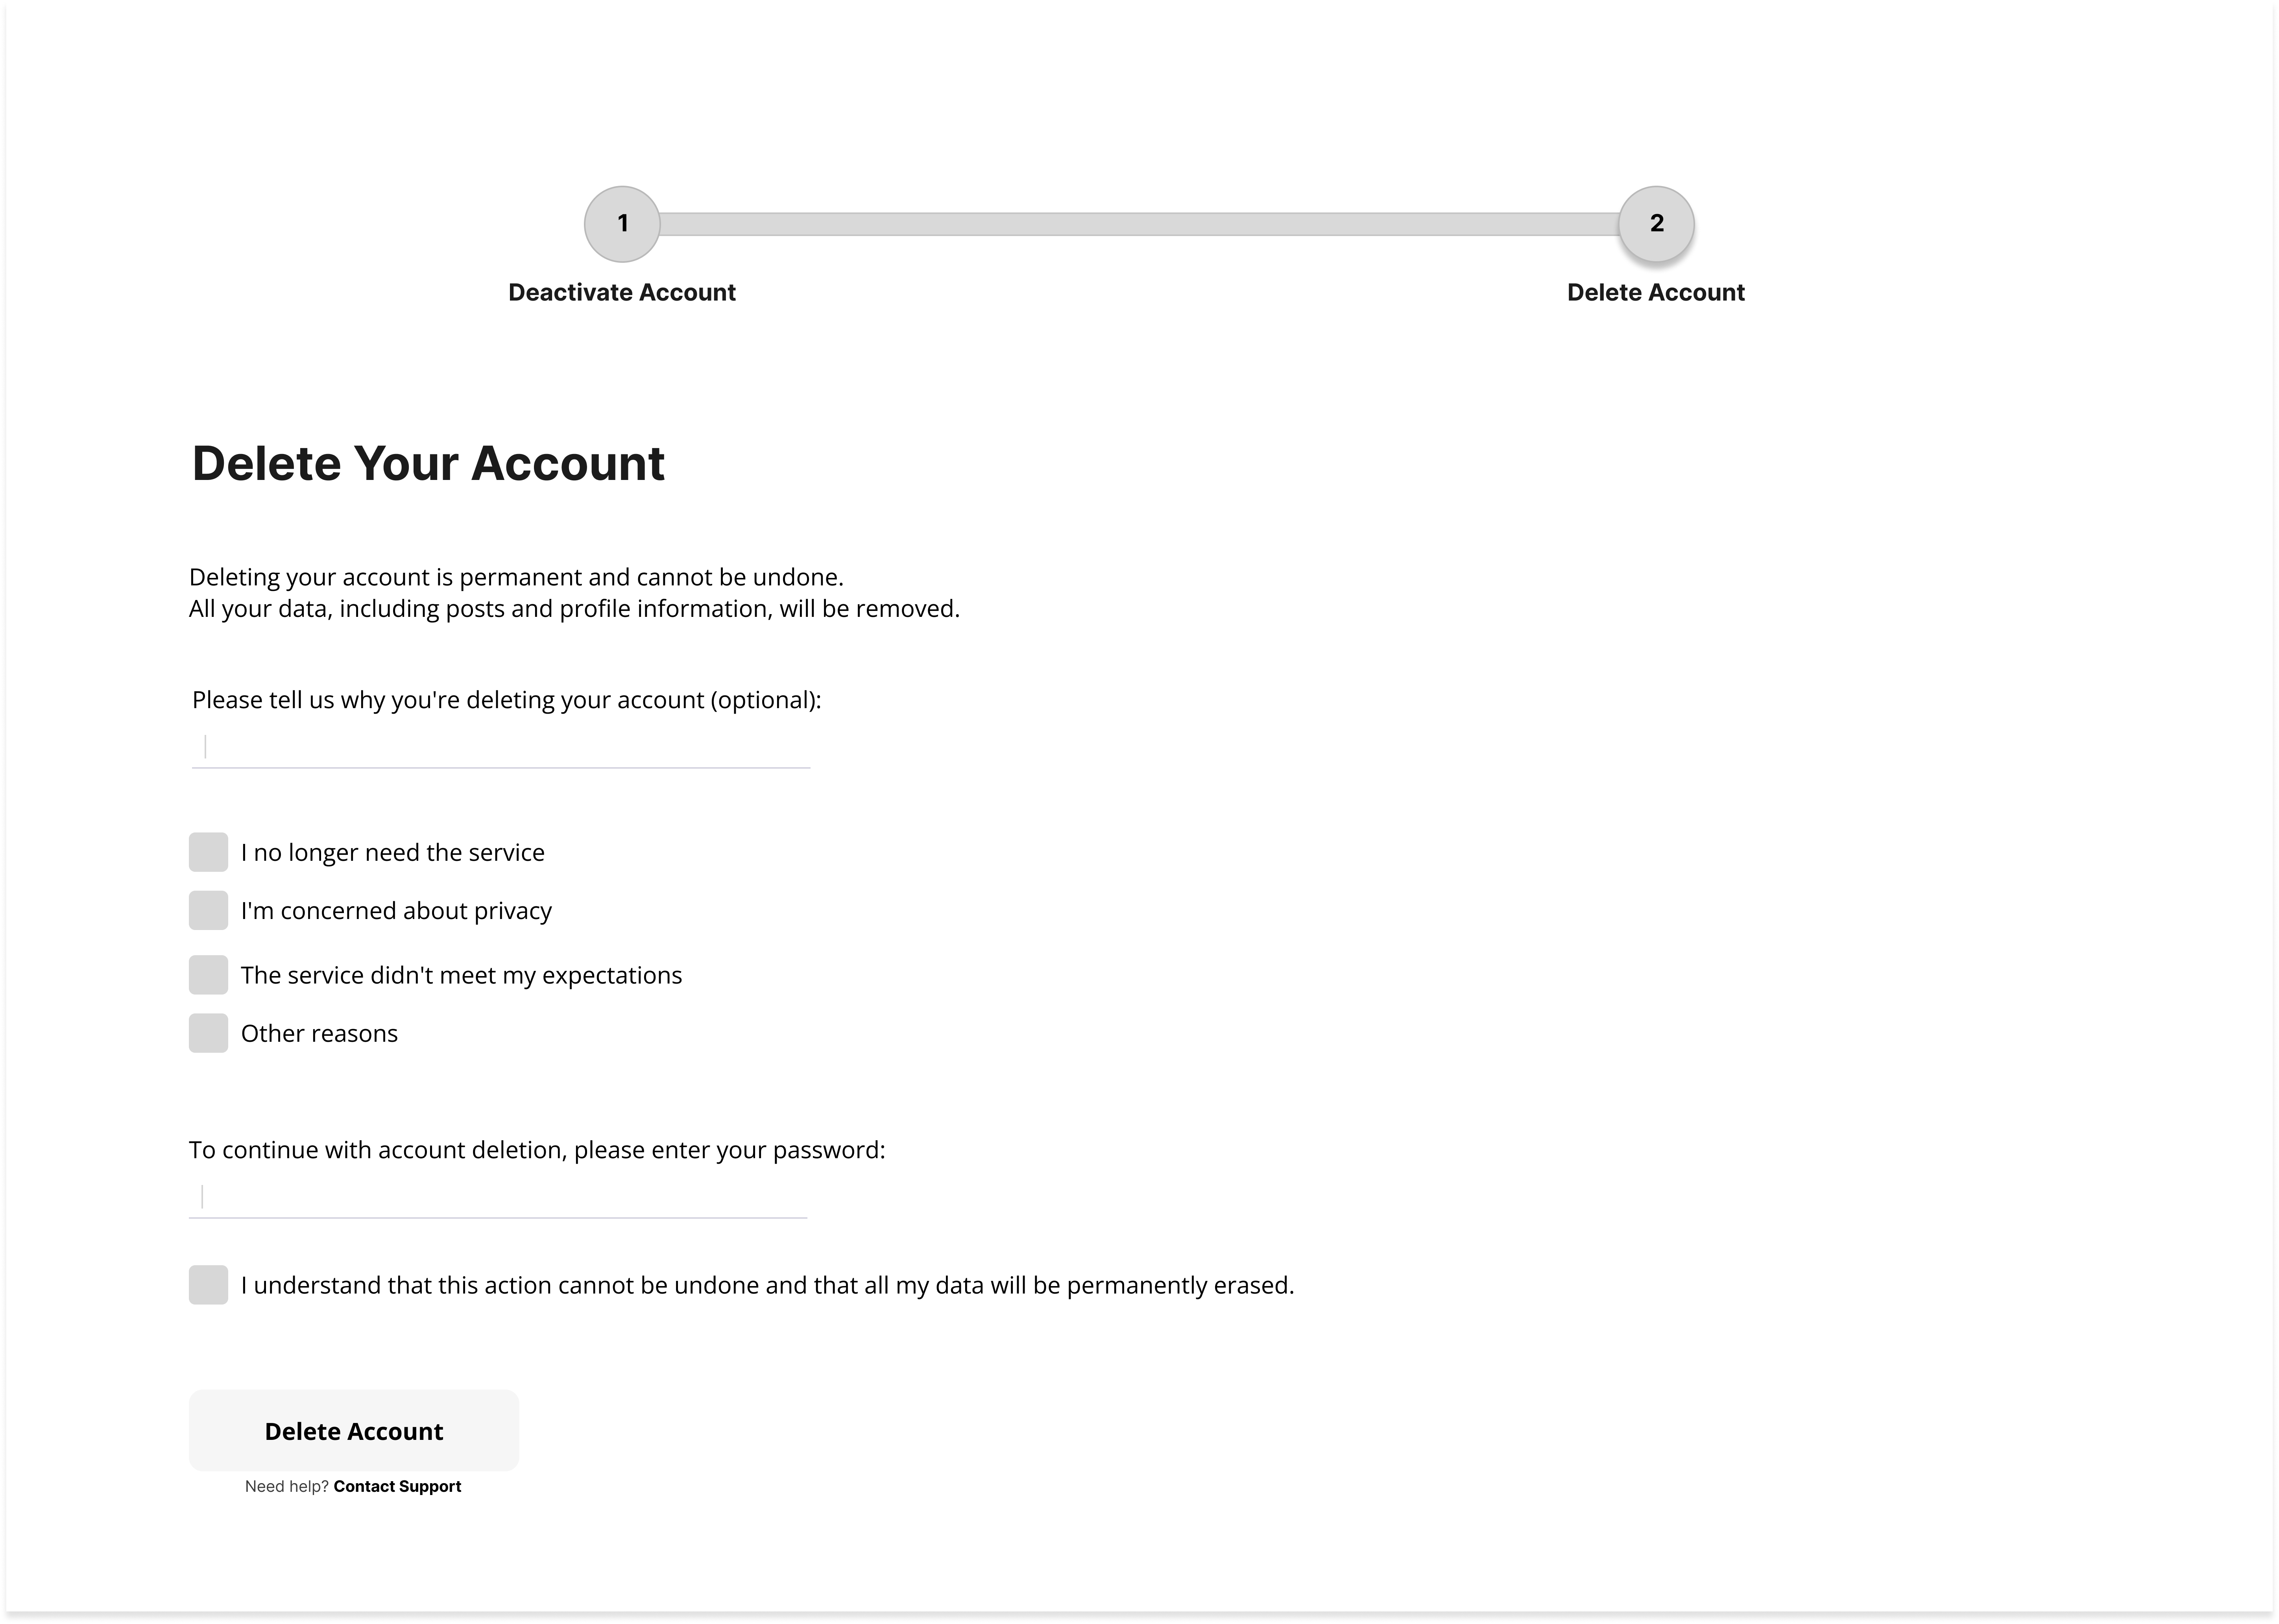 1
2
Deactivate Account
Delete Account
Delete Your Account
Deleting your account is permanent and cannot be undone.
All your data, including posts and profile information, will be removed.
Please tell us why you're deleting your account (optional):
I no longer need the service
I'm concerned about privacy
The service didn't meet my expectations
Other reasons
To continue with account deletion, please enter your password:
I understand that this action cannot be undone and that all my data will be permanently erased.
Delete Account
Need help? Contact Support